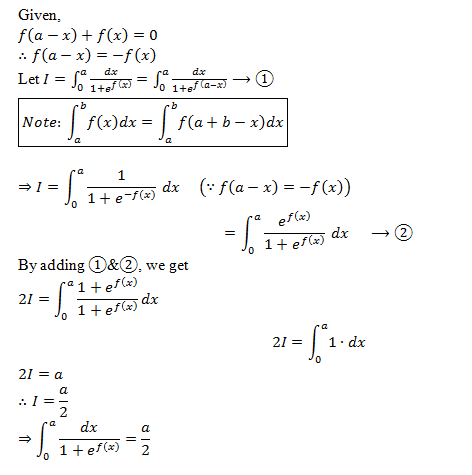 Given,
f(a − x) + f(x) = 0
∴ f(a − x) = −f(x)
Let I = ∫₀ᵃ dx/(1+e^{f(x)}) = ∫₀ᵃ dx/(1+e^{f(a−x)}) ⟶ ①
Note: ∫ₐᵇ f(x)dx = ∫ₐᵇ f(a + b − x)dx
⇒ I = ∫₀ᵃ 1/(1 + e^{−f(x)}) dx (∵ f(a − x) = −f(x))
= ∫₀ᵃ e^{f(x)}/(1 + e^{f(x)}) dx ⟶ ②
By adding ①&②, we get
2I = ∫₀ᵃ (1 + e^{f(x)})/(1 + e^{f(x)}) dx
2I = ∫₀ᵃ 1 · dx
2I = a
∴ I = a/2
⇒ ∫₀ᵃ dx/(1 + e^{f(x)}) = a/2